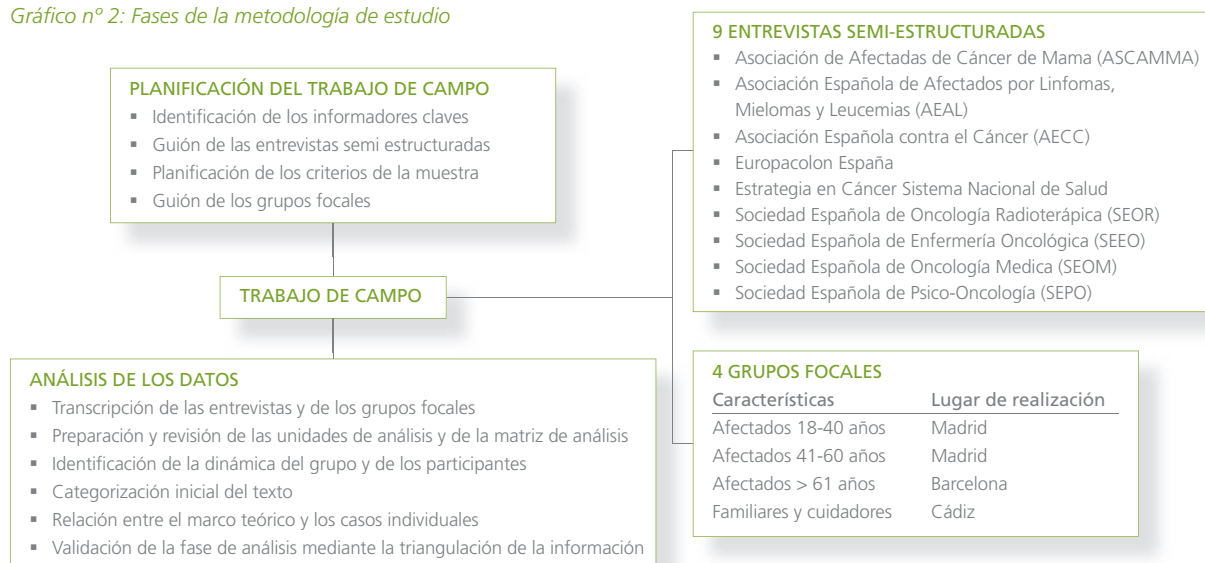 Gráfico nº 2: Fases de la metodología de estudio
PLANIFICACIÓN DEL TRABAJO DE CAMPO
▪ Identificación de los informadores claves
▪ Guión de las entrevistas semi estructuradas
▪ Planificación de los criterios de la muestra
▪ Guión de los grupos focales
TRABAJO DE CAMPO
ANÁLISIS DE LOS DATOS
▪ Transcripción de las entrevistas y de los grupos focales
▪ Preparación y revisión de las unidades de análisis y de la matriz de análisis
▪ Identificación de la dinámica del grupo y de los participantes
▪ Categorización inicial del texto
▪ Relación entre el marco teórico y los casos individuales
▪ Validación de la fase de análisis mediante la triangulación de la información
9 ENTREVISTAS SEMI-ESTRUCTURADAS
▪ Asociación de Afectadas de Cáncer de Mama (ASCAMMA)
▪ Asociación Española de Afectados por Linfomas,
Mielomas y Leucemias (AEAL)
▪ Asociación Española contra el Cáncer (AECC)
▪ Europacolon España
▪ Estrategia en Cáncer Sistema Nacional de Salud
▪ Sociedad Española de Oncología Radioterápica (SEOR)
▪ Sociedad Española de Enfermería Oncológica (SEEO)
▪ Sociedad Española de Oncología Medica (SEOM)
▪ Sociedad Española de Psico-Oncología (SEPO)
4 GRUPOS FOCALES
Características Lugar de realización
Afectados 18-40 años Madrid
Afectados 41-60 años Madrid
Afectados > 61 años Barcelona
Familiares y cuidadores Cádiz